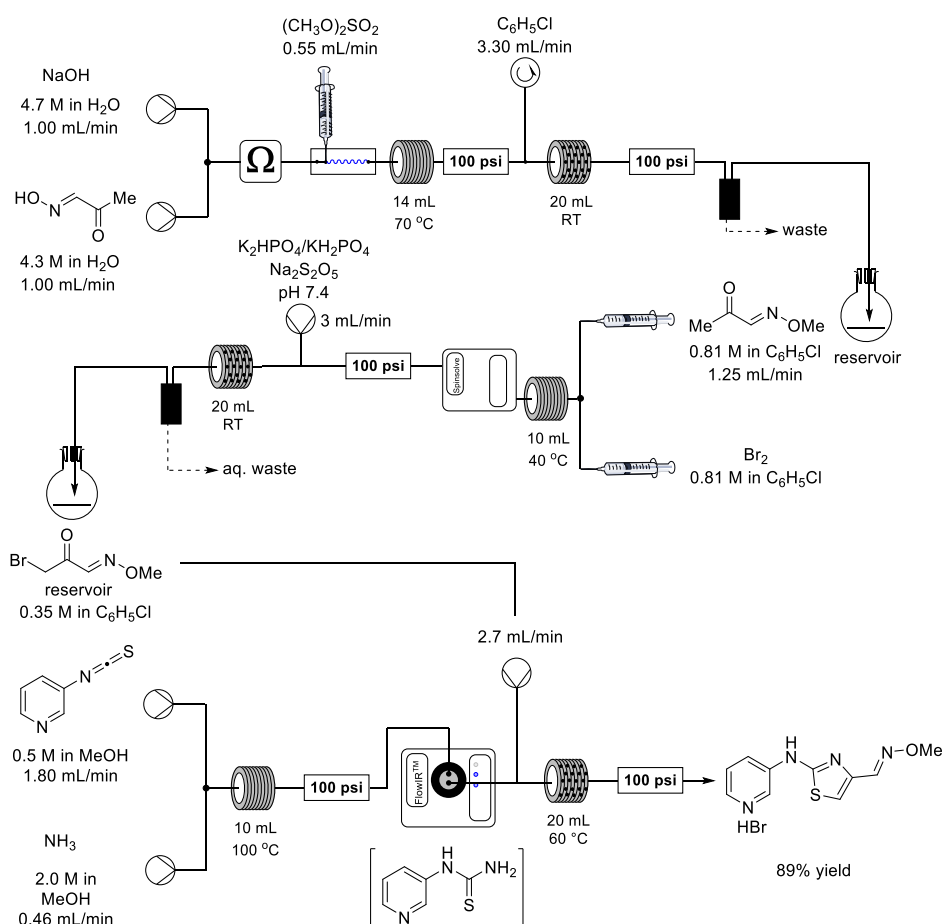 (CH3O)2SO2
0.55 mL/min
C6H5Cl
3.30 mL/min
NaOH
4.7 M in H2O
1.00 mL/min
Ω
100 psi
100 psi
14 mL
70 ºC
20 mL
RT
HO
N
Me
O
4.3 M in H2O
1.00 mL/min
waste
reservoir
K2HPO4/KH2PO4
Na2S2O5
pH 7.4
3 mL/min
100 psi
Spinsolve
20 mL
RT
10 mL
40 ºC
O
Me
N
OMe
0.81 M in C6H5Cl
1.25 mL/min
Br2
0.81 M in C6H5Cl
aq. waste
O
Br
N
OMe
reservoir
0.35 M in C6H5Cl
2.7 mL/min
S
N
N
0.5 M in MeOH
1.80 mL/min
10 mL
100 ºC
100 psi
FlowIR™
20 mL
60 °C
100 psi
H
N
N
S
N
OMe
N
HBr
89% yield
NH3
2.0 M in
MeOH
0.46 mL/min
H
N
NH2
S
N